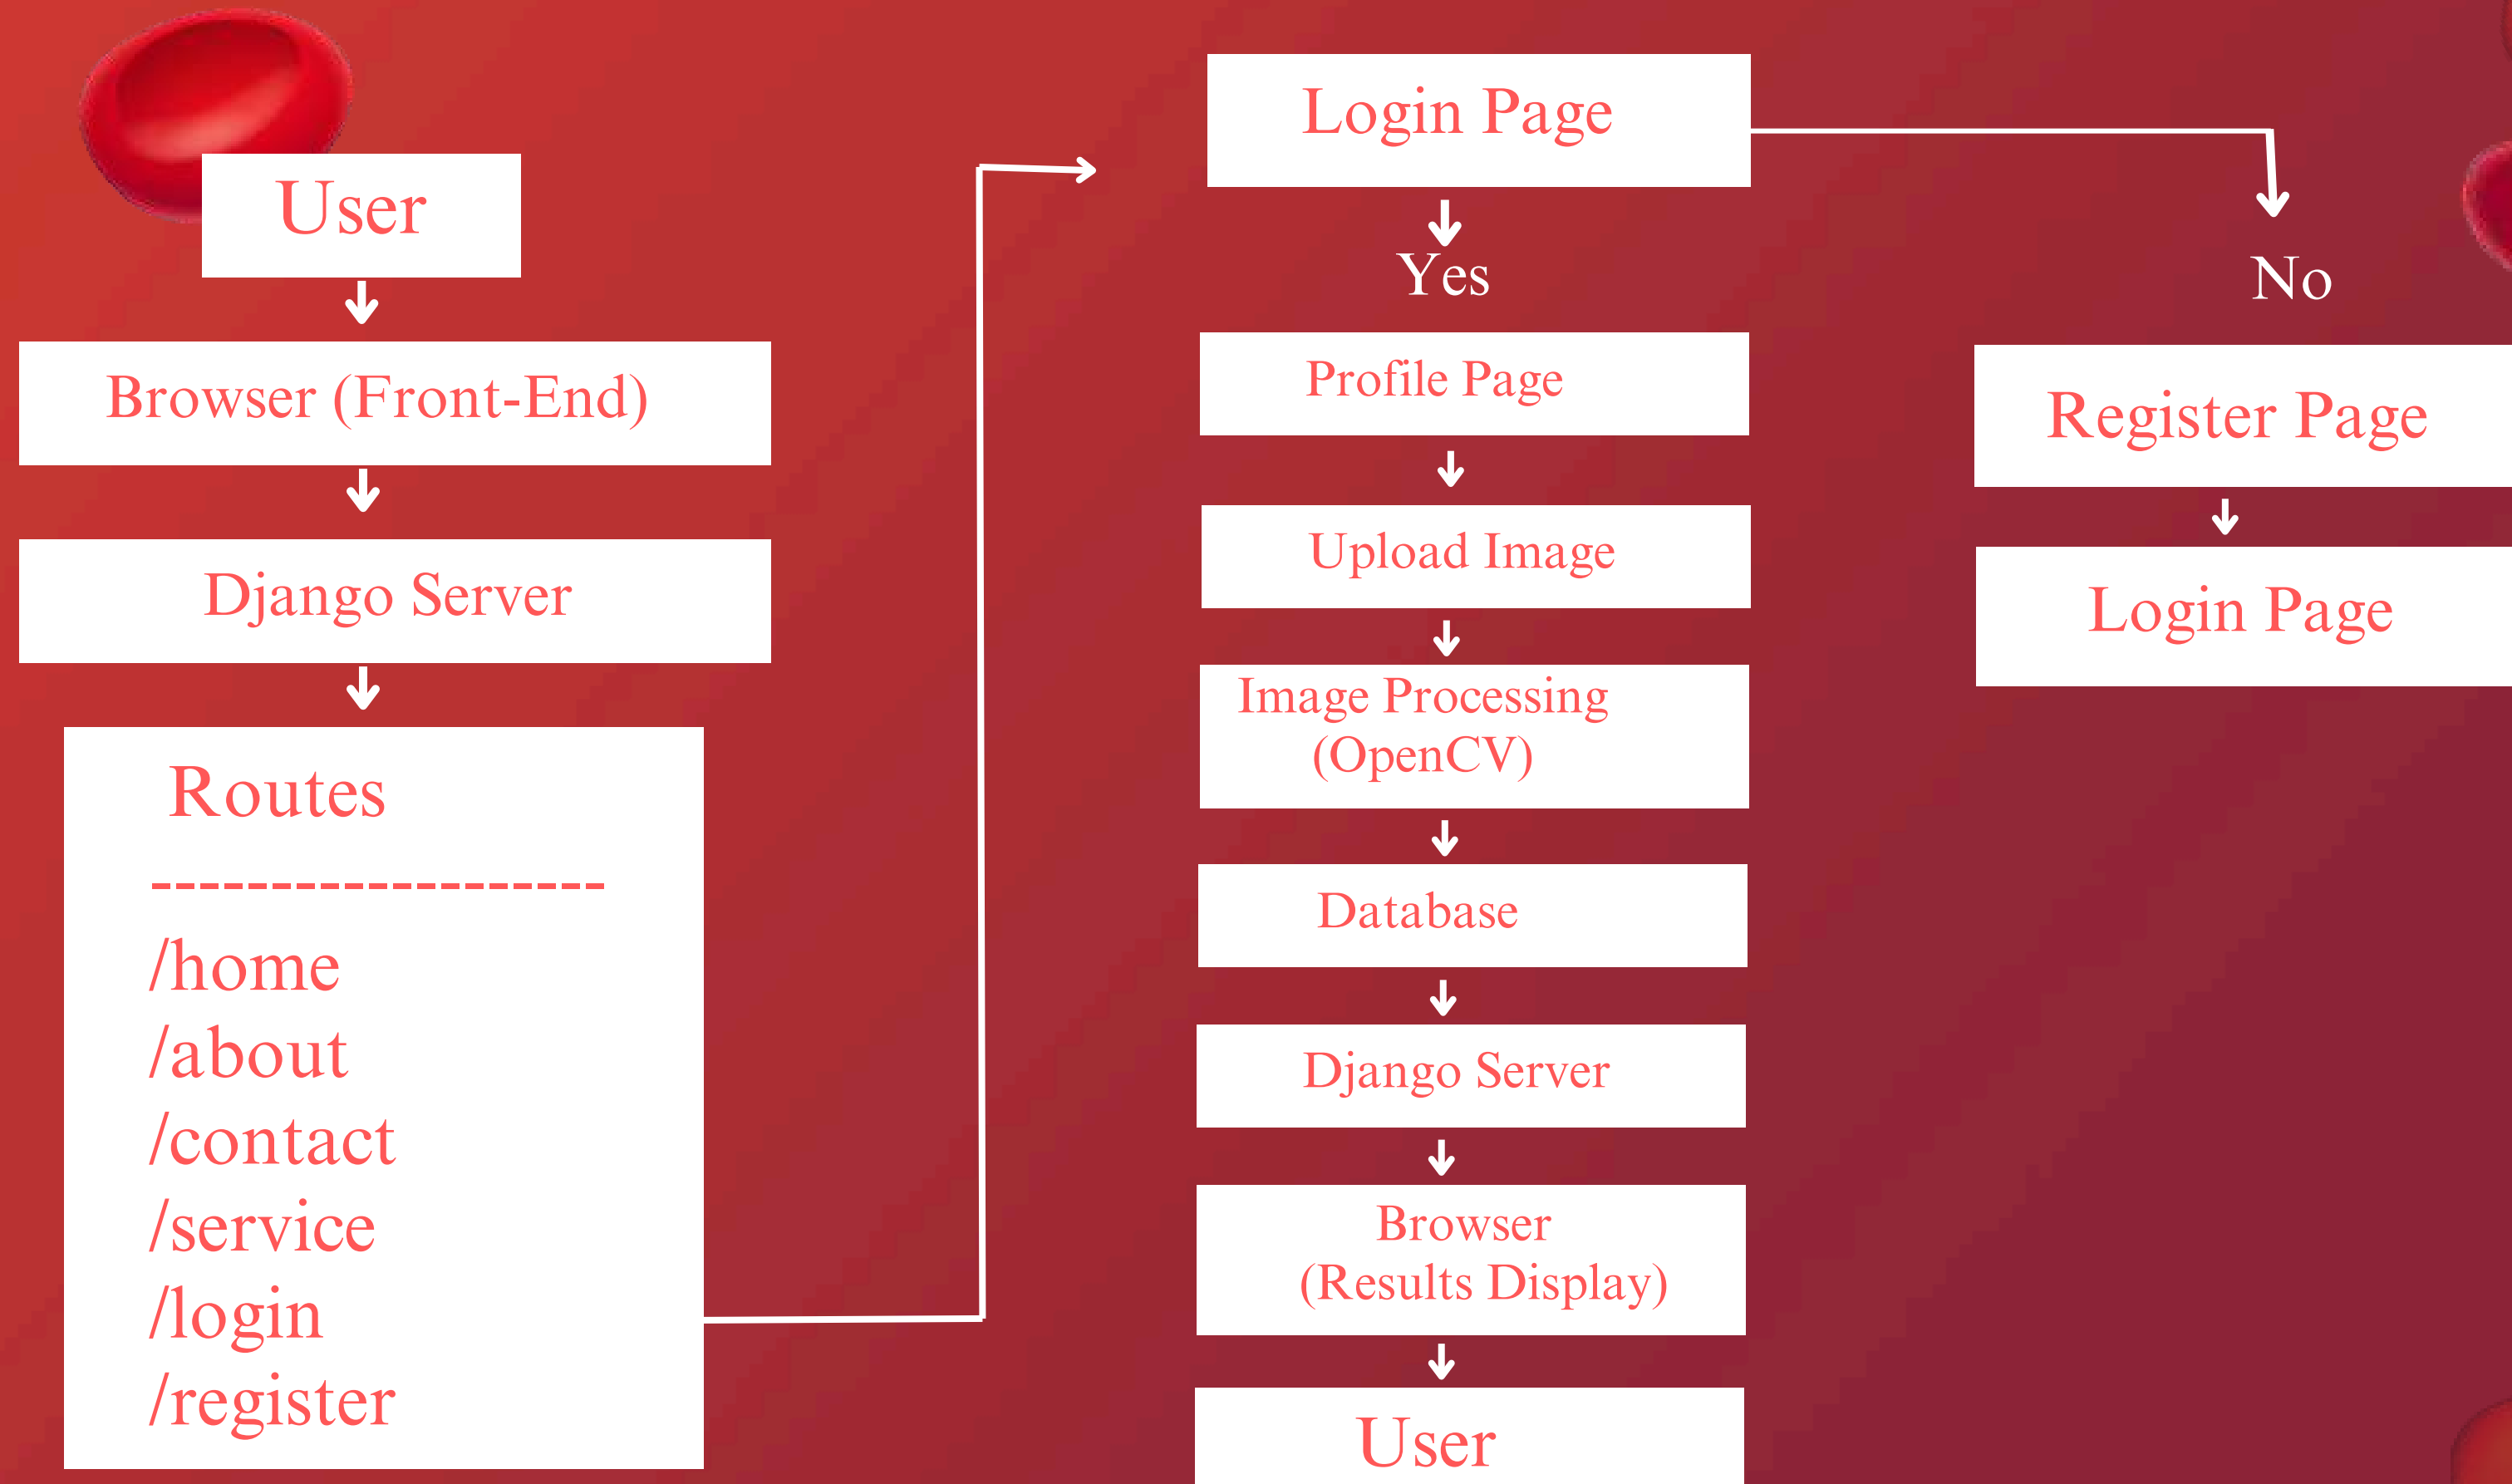 User
Browser (Front-End)
Django Server
Routes
-------------------
/home
/about
/contact
/service
/login
/register
Login Page
Yes
Profile Page
Upload Image
Image Processing
(OpenCV)
Database
Django Server
Browser
(Results Display)
User
No
Register Page
Login Page